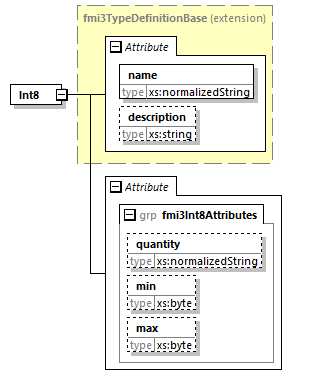 fmi3TypeDefinitionBase (extension)
Attribute
name
type xs:normalizedString
description
type xs:string
Int8
Attribute
grp fmi3Int8Attributes
quantity
type xs:normalizedString
min
type xs:byte
max
type xs:byte